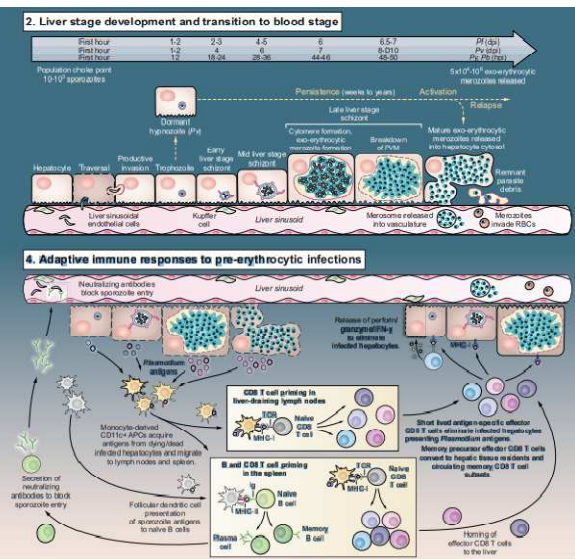 2. Liver stage development and transition to blood stage
First hour 1-2 2-3 4-5 6 6.5-7 Pf (dpi)
First hour 1-2 4 6 7 8-D10 Pv (dpi)
First hour 12 18-24 28-36 44-46 48-50 Py, Pb (hpi)
Population choke point
sporozoites
exo-erythrocytic
merozoites released
Persistence (weeks to years)
Activation
Relapse
Dormant
hypnozoite (Pv)
Late liver stage
schizont
Cytomere formation,
exo-erythrocytic
merozoite formation
Breakdown
of PVM
Mature exo-erythrocytic
merozoites released
into hepatocyte cytosol
Hepatocyte
Traversal
Productive
invasion
Trophozoite
Early
liver stage
schizont
Mid liver stage
schizont
Remnant
parasite
debris
Liver sinusoidal
endothelial cells
Kupffer
cell
Liver sinusoid
Merosome released
into vasculature
Merozoites
invade RBCs
4. Adaptive immune responses to pre-erythrocytic infections
Neutralizing antibodies
block sporozoite entry
Liver sinusoid
Plasmodium
antigens
Release of perforin/
granzyme/IFN-γ
to eliminate
infected hepatocytes.
MHC-I
CD8 T cell priming in
liver-draining lymph nodes
TCR
MHC-I
Naive
CD8
T cell
Monocyte-derived
CD11c+ APCs acquire
antigens from dying/dead
infected hepatocytes and migrate
to lymph nodes and spleen.
Short lived antigen-specific effector
CD8 T cells eliminate infected hepatocytes
presenting Plasmodium antigens.
Memory precursor effector CD8 T cells
convert to hepatic tissue residents and
circulating memory CD8 T cell
subsets.
B and CD8 T cell priming
in the spleen
Ig
MHC-II
Naive
B cell
Plasma
cell
Memory
B cell
TCR
MHC-I
Naive
CD8
T cell
Secretion of
neutralizing
antibodies to block
sporozoite entry
Follicular dendritic cell
presentation
of sporozoite antigens
to naïve B cells
Homing of
effector CD8 T cells
to the liver